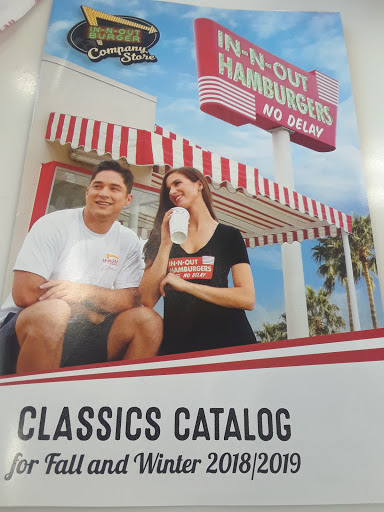 IN-N-OUT
BURGER
Company
Store
IN-N-OUT
HAMBURGERS
NO DELAY
IN-N-OUT
HAMBURGERS
NO DELAY
CLASSICS CATALOG
for Fall and Winter 2018/2019